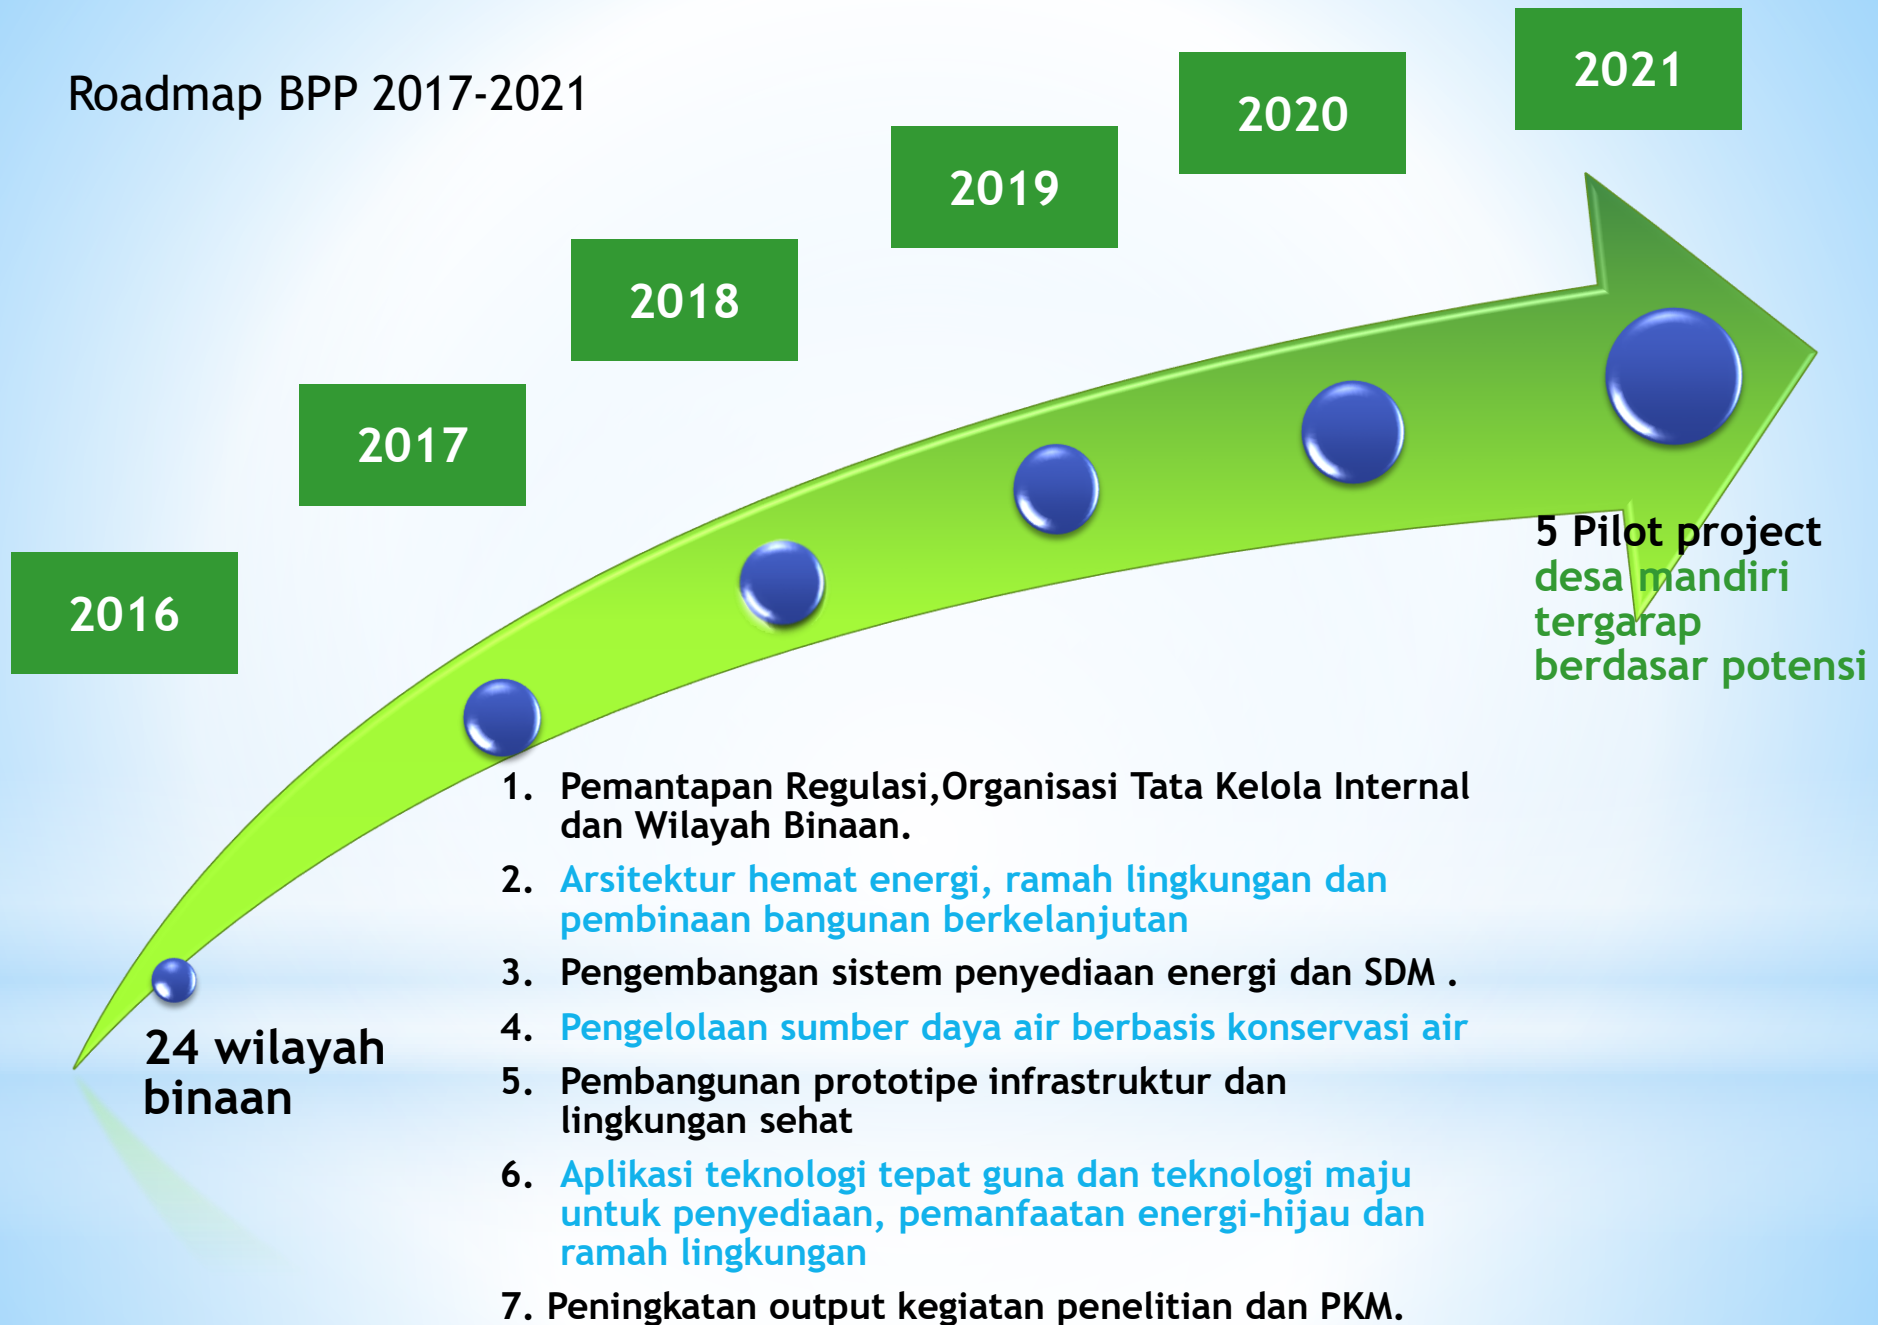 Roadmap BPP 2017-2021
2021
2020
2019
2018
2017
2016
5 Pilot project
desa mandiri
tergarap
berdasar potensi
24 wilayah
binaan
1. Pemantapan Regulasi,Organisasi Tata Kelola Internal
dan Wilayah Binaan.
2. Arsitektur hemat energi, ramah lingkungan dan
pembinaan bangunan berkelanjutan
3. Pengembangan sistem penyediaan energi dan SDM .
4. Pengelolaan sumber daya air berbasis konservasi air
5. Pembangunan prototipe infrastruktur dan
lingkungan sehat
6. Aplikasi teknologi tepat guna dan teknologi maju
untuk penyediaan, pemanfaatan energi-hijau dan
ramah lingkungan
7. Peningkatan output kegiatan penelitian dan PKM.